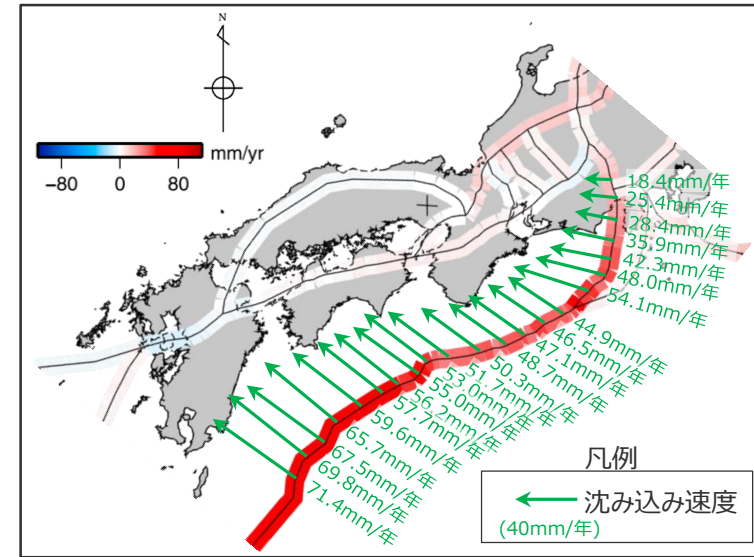 N
mm/yr
−80 0 80
18.4mm/年
25.4mm/年
28.4mm/年
35.9mm/年
42.3mm/年
48.0mm/年
54.1mm/年
44.9mm/年
46.5mm/年
47.1mm/年
48.7mm/年
50.3mm/年
51.7mm/年
53.0mm/年
55.0mm/年
56.2mm/年
57.7mm/年
59.6mm/年
65.7mm/年
67.5mm/年
69.8mm/年
71.4mm/年
凡例
沈み込み速度
(40mm/年)